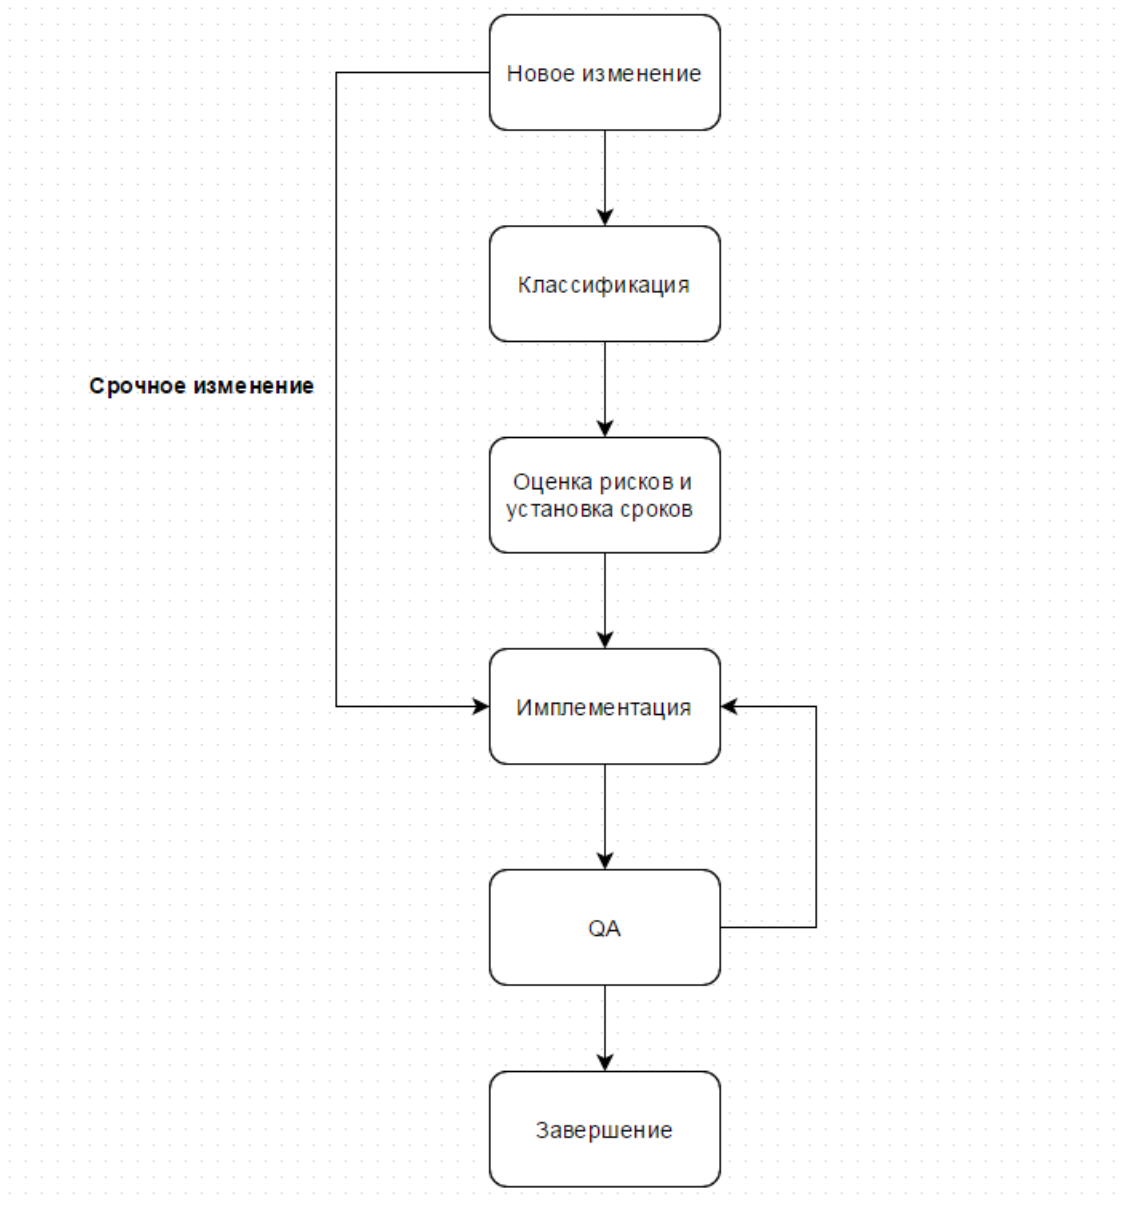 Новое изменение
Классификация
Срочное изменение
Оценка рисков и
установка сроков
Имплементация
QA
Завершение